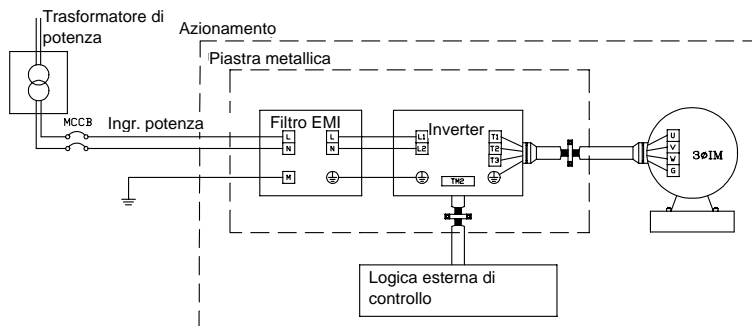 Trasformatore di
potenza
Azionamento
Piastra metallica
MCCB
Ingr. potenza
Filtro EMI
Inverter
L
N
M
L
N
L1
L2
T1
T2
T3
TM2
U
V
W
G
3øIM
Logica esterna di
controllo